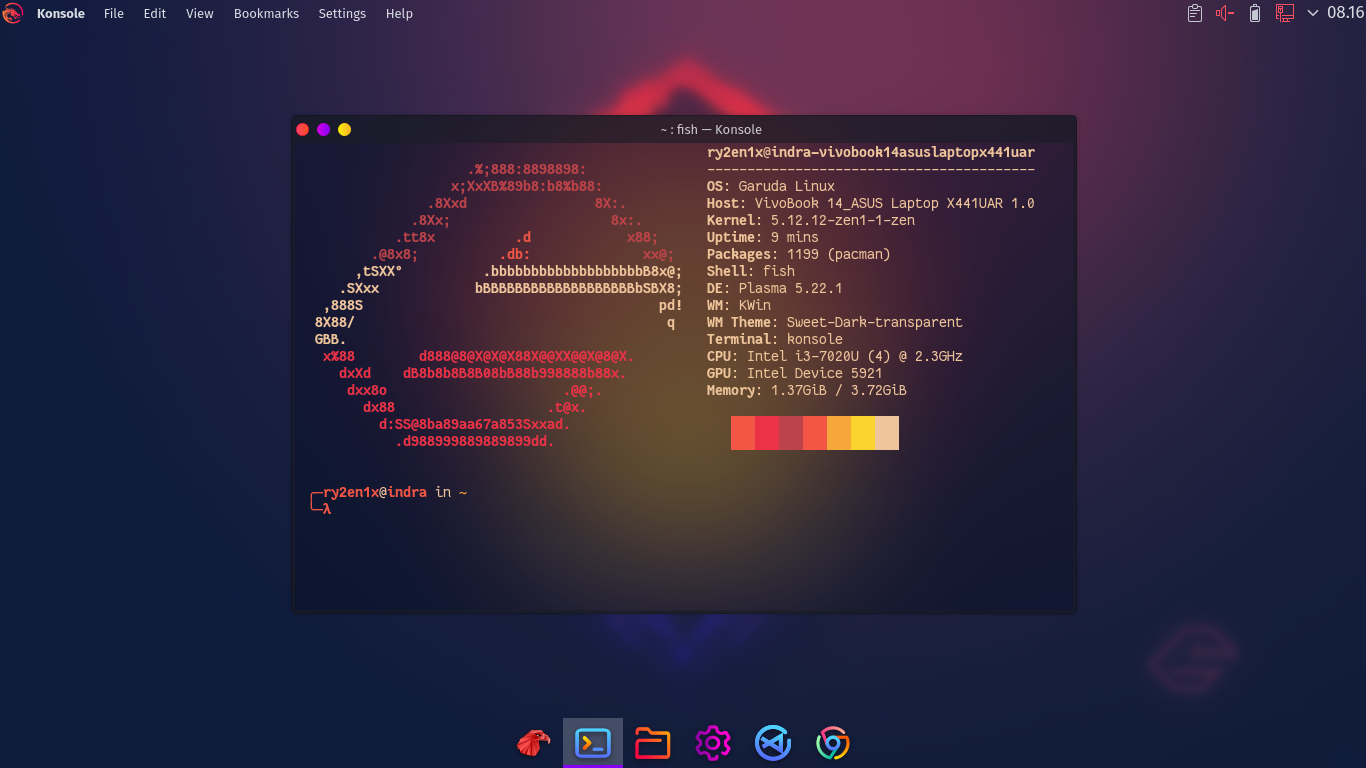 Konsole File Edit View Bookmarks Settings Help 08.16
~ : fish — Konsole
ry2en1x@indra-vivobook14asuslaptopx441uar
-----------------------------------------
OS: Garuda Linux
Host: VivoBook 14_ASUS Laptop X441UAR 1.0
Kernel: 5.12.12-zen1-1-zen
Uptime: 9 mins
Packages: 1199 (pacman)
Shell: fish
DE: Plasma 5.22.1
WM: KWin
WM Theme: Sweet-Dark-transparent
Terminal: konsole
CPU: Intel i3-7020U (4) @ 2.3GHz
GPU: Intel Device 5921
Memory: 1.37GiB / 3.72GiB
.%;888:8898898:
x;XxXB%89b8:b8%b88:
.8Xxd 8X:.
.8Xx; 8x:.
.tt8x .d x88;
.@8x8; .db: xx@;
,tSXX° .bbbbbbbbbbbbbbbbbbbB8x@;
.SXxx bBBBBBBBBBBBBBBBBBBBbSBX8;
,888S pd!
8X88/ q
GBB.
x%88 d888@8@X@X@X88X@@XX@@X@8@X.
dxXd dB8b8b8B8B08bB88b998888b88x.
dxx8o .@@;.
dx88 .t@x.
d:SS@8ba89aa67a853Sxxad.
.d988999889889899dd.
╭─ry2en1x@indra in ~
╰─λ